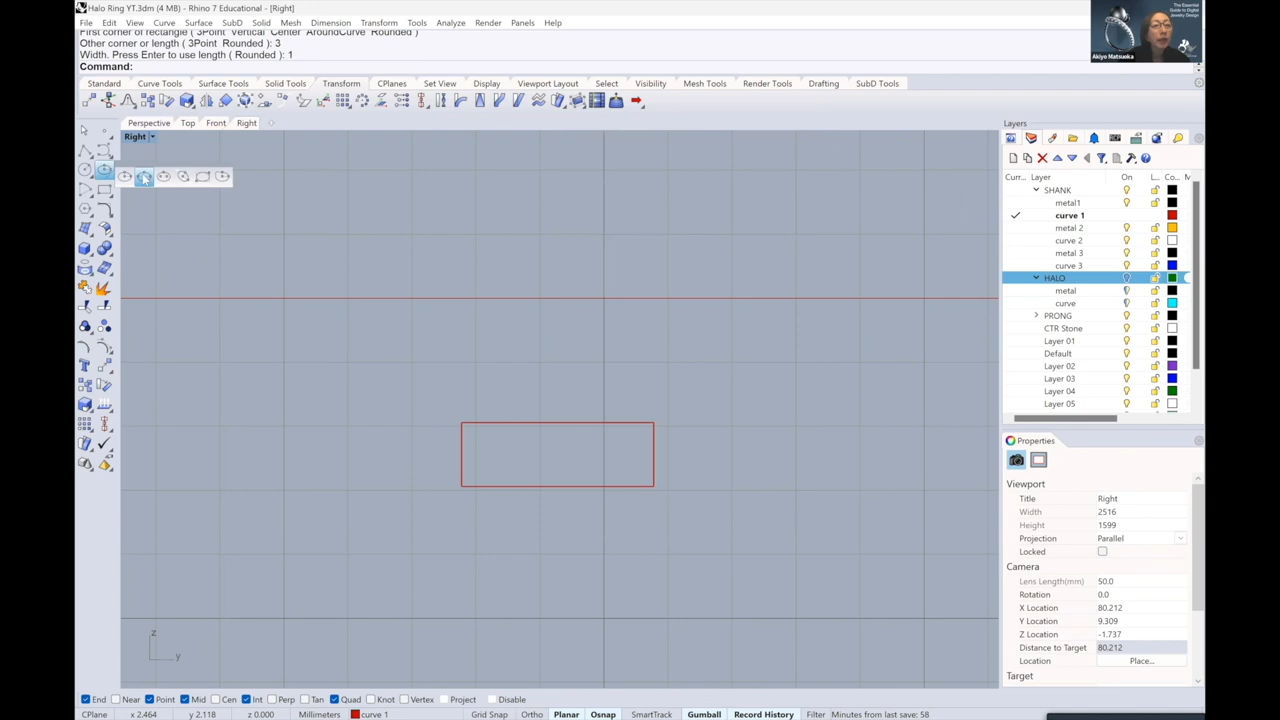 Halo Ring YT.3dm (4 MB) - Rhino 7 Educational - [Right]
File Edit View Curve Surface SubD Solid Mesh Dimension Transform Tools Analyze Render Panels Help
First corner of rectangle ( 3Point Vertical Center AroundCurve Rounded )
Other corner or length ( 3Point Rounded ): 3
Width. Press Enter to use length ( Rounded ): 1
Command:
Standard Curve Tools Surface Tools Solid Tools Transform CPlanes Set View Display Viewport Layout Select Visibility Mesh Tools Render Tools Drafting SubD Tools
Perspective Top Front Right
Right
z
y
The Essential
Guide to Digital
Jewelry Design
Akiyo Matsuoka
Layers
Curr... Layer On L... Co... M
SHANK
metal1
curve 1
metal 2
curve 2
metal 3
curve 3
HALO
metal
curve
PRONG
CTR Stone
Layer 01
Default
Layer 02
Layer 03
Layer 04
Layer 05
Properties
Viewport
Title Right
Width 2516
Height 1599
Projection Parallel
Locked
Camera
Lens Length(mm) 50.0
Rotation 0.0
X Location 80.212
Y Location 9.309
Z Location -1.737
Distance to Target 80.212
Location Place...
Target
End Near Point Mid Cen Int Perp Tan Quad Knot Vertex Project Disable
CPlane x 2.464 y 2.118 z 0.000 Millimeters curve 1 Grid Snap Ortho Planar Osnap SmartTrack Gumball Record History Filter Minutes from last save: 58